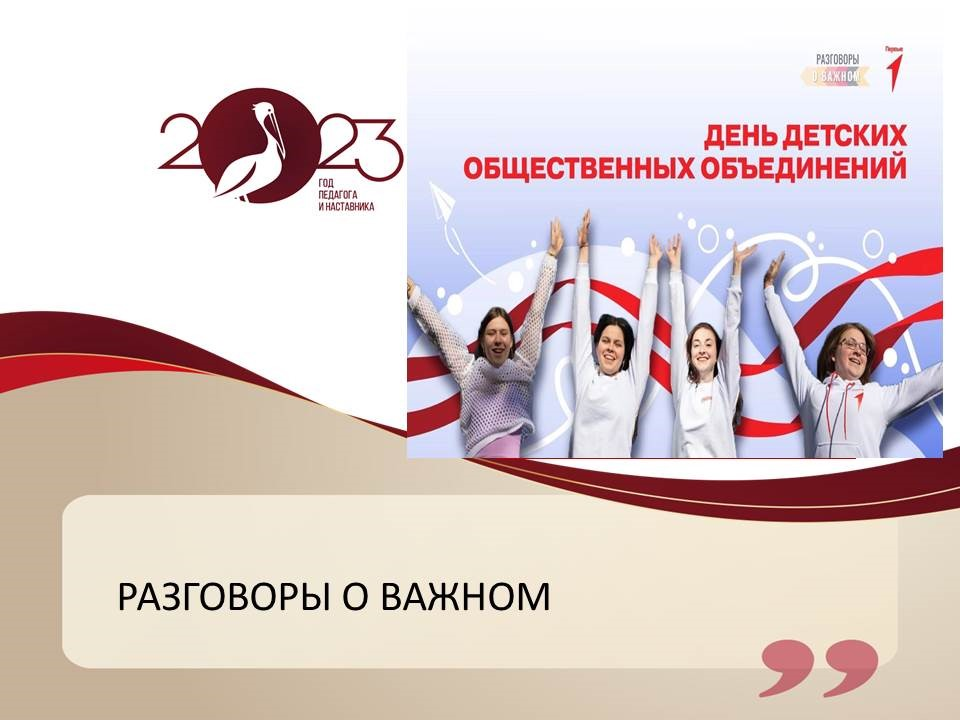 2023
ГОД
ПЕДАГОГА
И НАСТАВНИКА
РАЗГОВОРЫ
О ВАЖНОМ
Первые
ДЕНЬ ДЕТСКИХ
ОБЩЕСТВЕННЫХ ОБЪЕДИНЕНИЙ
РАЗГОВОРЫ О ВАЖНОМ